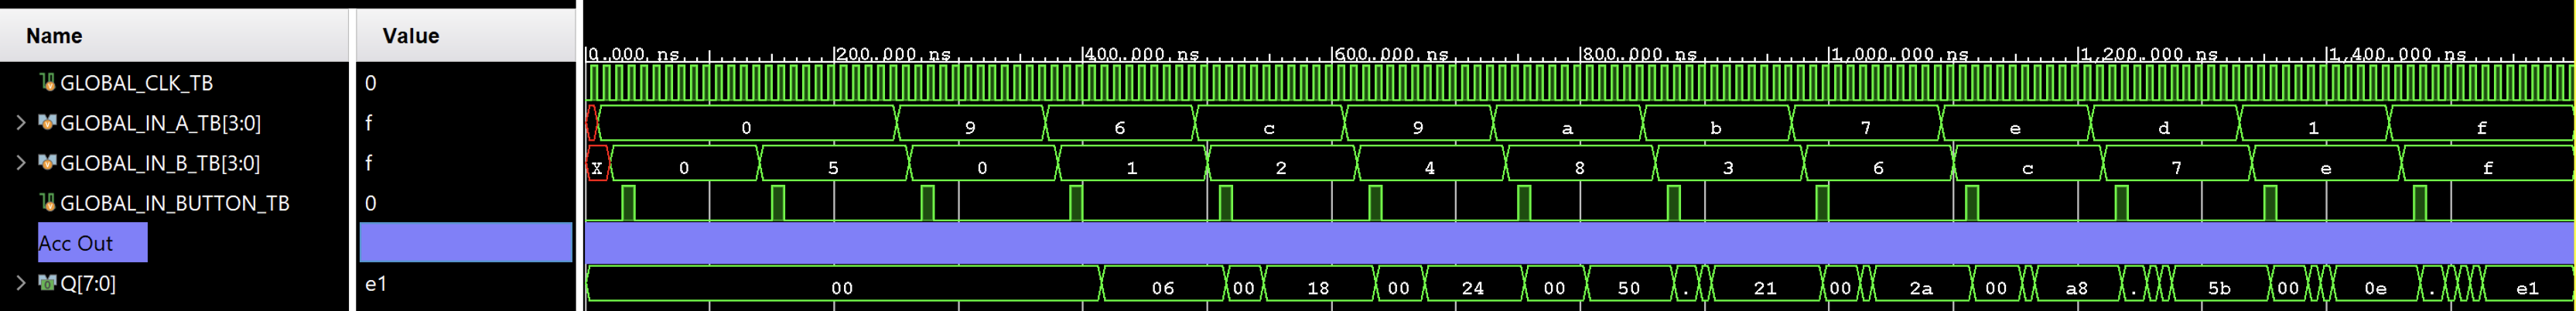 Name Value
0.000 ns 200.000 ns 400.000 ns 600.000 ns 800.000 ns 1,000.000 ns 1,200.000 ns 1,400.000 ns
GLOBAL_CLK_TB 0
GLOBAL_IN_A_TB[3:0] f 0 9 6 c 9 a b 7 e d 1 f
GLOBAL_IN_B_TB[3:0] f X 0 5 0 1 2 4 8 3 6 c 7 e f
GLOBAL_IN_BUTTON_TB 0
Acc Out
Q[7:0] e1 00 06 00 18 00 24 00 50 . 21 00 2a 00 a8 . 5b 00 0e . e1